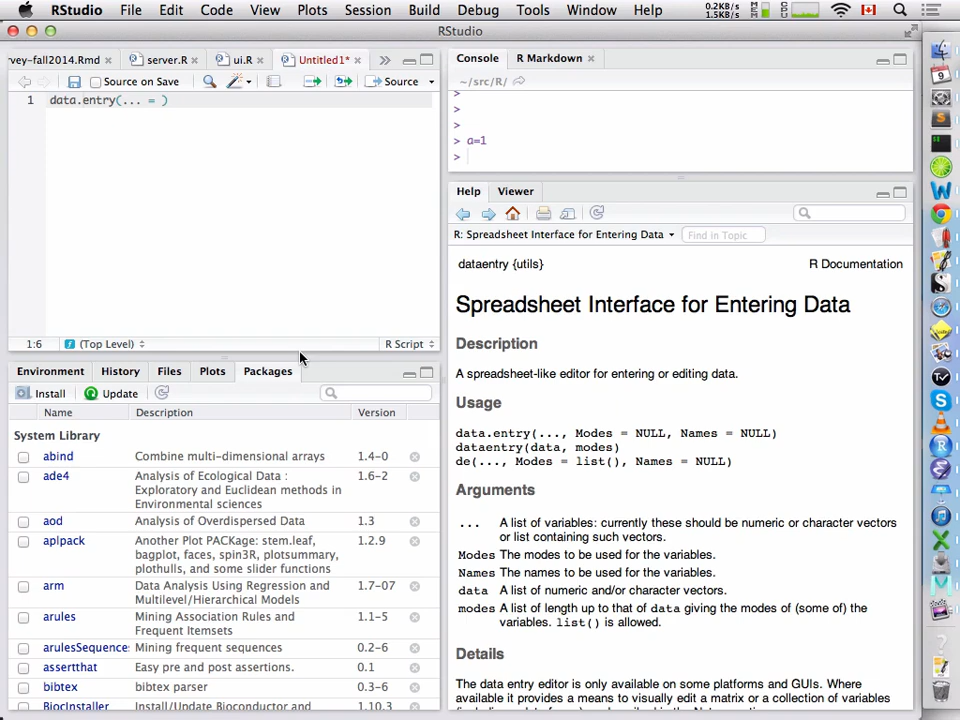 RStudio File Edit Code View Plots Session Build Debug Tools Window Help 0.2KB/s 1.5KB/s
RStudio
vey-fall2014.Rmd server.R ui.R Untitled1*
Source on Save Source
1 data.entry(... = )
1:6 (Top Level) R Script
Environment History Files Plots Packages
Install Update
Name Description Version
System Library
abind Combine multi-dimensional arrays 1.4-0
ade4 Analysis of Ecological Data : Exploratory and Euclidean methods in Environmental sciences 1.6-2
aod Analysis of Overdispersed Data 1.3
aplpack Another Plot PACKage: stem.leaf, bagplot, faces, spin3R, plotsummary, plothulls, and some slider functions 1.2.9
arm Data Analysis Using Regression and Multilevel/Hierarchical Models 1.7-07
arules Mining Association Rules and Frequent Itemsets 1.1-5
arulesSequence: Mining frequent sequences 0.2-6
assertthat Easy pre and post assertions. 0.1
bibtex bibtex parser 0.3-6
BiocInstaller Install/Update Bioconductor and 1.10.3
Console R Markdown
~/src/R/
>
>
>
> a=1
>
Help Viewer
R: Spreadsheet Interface for Entering Data Find in Topic
dataentry {utils} R Documentation
Spreadsheet Interface for Entering Data
Description
A spreadsheet-like editor for entering or editing data.
Usage
data.entry(..., Modes = NULL, Names = NULL)
dataentry(data, modes)
de(..., Modes = list(), Names = NULL)
Arguments
... A list of variables: currently these should be numeric or character vectors
or list containing such vectors.
Modes The modes to be used for the variables.
Names The names to be used for the variables.
data A list of numeric and/or character vectors.
modes A list of length up to that of data giving the modes of (some of) the
variables. list() is allowed.
Details
The data entry editor is only available on some platforms and GUIs. Where
available it provides a means to visually edit a matrix or a collection of variables